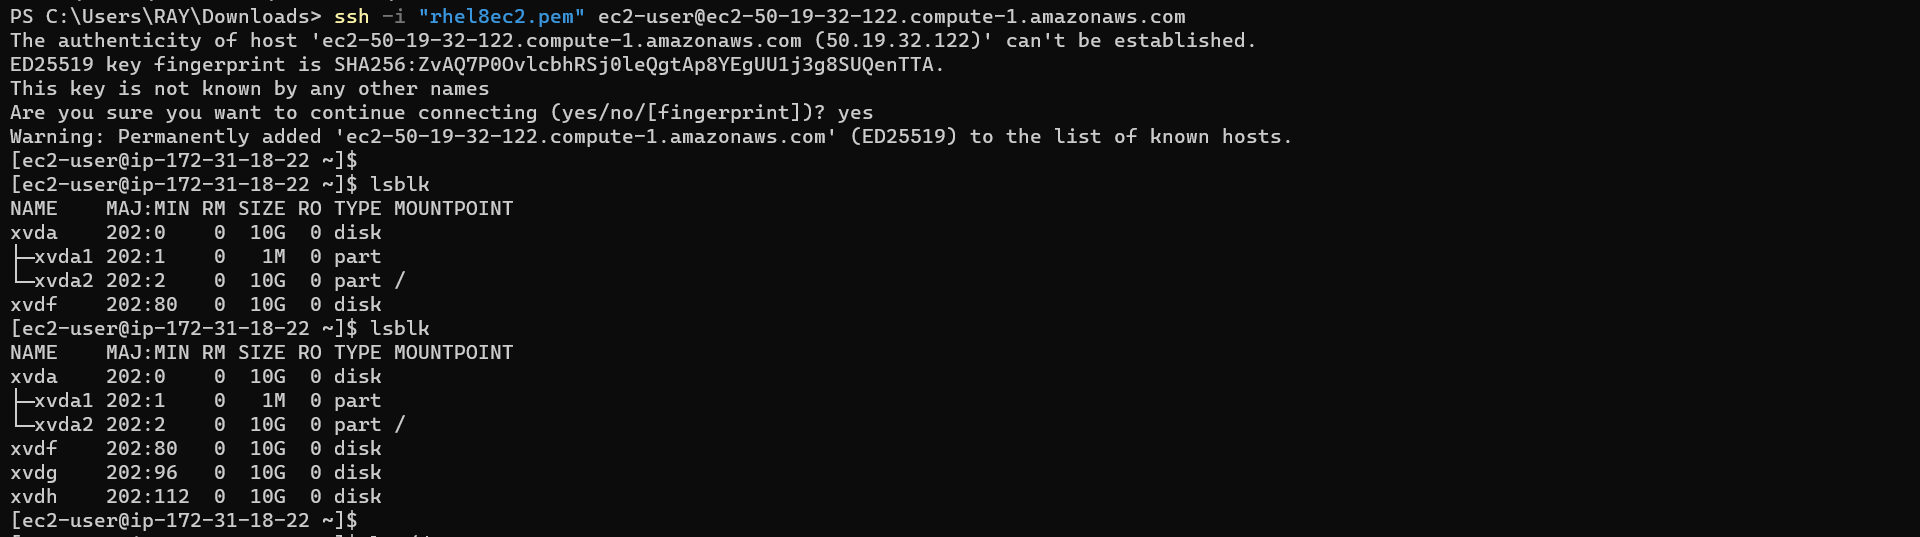 PS C:\Users\RAY\Downloads> ssh -i "rhel8ec2.pem" ec2-user@ec2-50-19-32-122.compute-1.amazonaws.com
The authenticity of host 'ec2-50-19-32-122.compute-1.amazonaws.com (50.19.32.122)' can't be established.
ED25519 key fingerprint is SHA256:ZvAQ7P0OvlcbhRSj0leQgtAp8YEgUU1j3g8SUQenTTA.
This key is not known by any other names
Are you sure you want to continue connecting (yes/no/[fingerprint])? yes
Warning: Permanently added 'ec2-50-19-32-122.compute-1.amazonaws.com' (ED25519) to the list of known hosts.
[ec2-user@ip-172-31-18-22 ~]$
[ec2-user@ip-172-31-18-22 ~]$ lsblk
NAME    MAJ:MIN RM SIZE RO TYPE MOUNTPOINT
xvda    202:0    0  10G  0 disk
├─xvda1 202:1    0   1M  0 part
└─xvda2 202:2    0  10G  0 part /
xvdf    202:80   0  10G  0 disk
[ec2-user@ip-172-31-18-22 ~]$ lsblk
NAME    MAJ:MIN RM SIZE RO TYPE MOUNTPOINT
xvda    202:0    0  10G  0 disk
├─xvda1 202:1    0   1M  0 part
└─xvda2 202:2    0  10G  0 part /
xvdf    202:80   0  10G  0 disk
xvdg    202:96   0  10G  0 disk
xvdh    202:112  0  10G  0 disk
[ec2-user@ip-172-31-18-22 ~]$